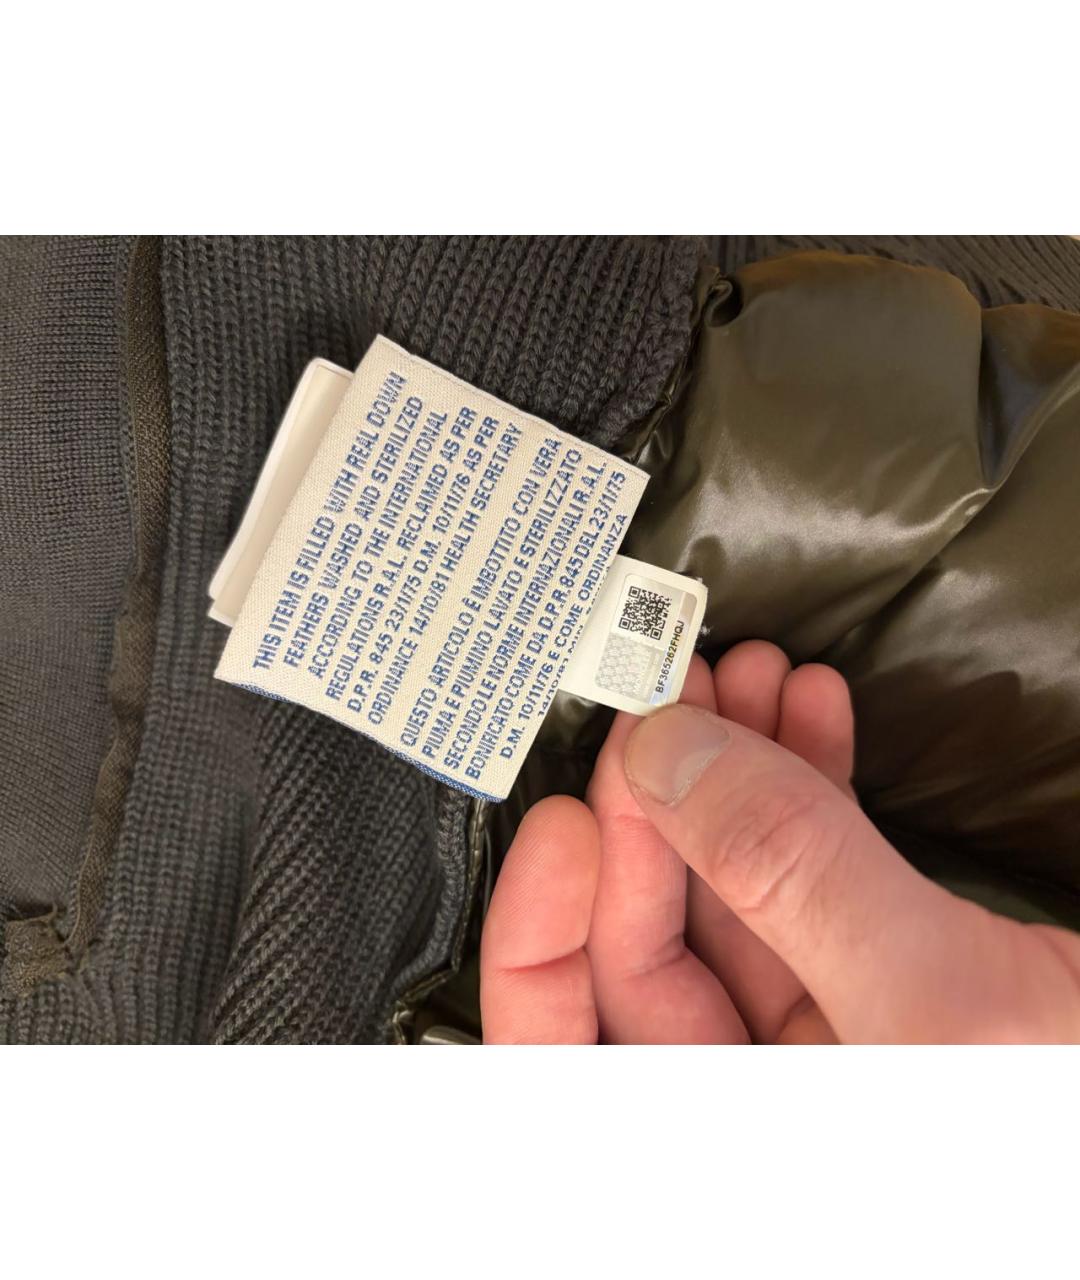 THIS ITEM IS FILLED WITH REAL DOWN
FEATHERS WASHED AND STERILIZED
ACCORDING TO THE INTERNATIONAL
REGULATIONS R.A.L. RECLAIMED AS PER
D.P.R. 845 23/11/75 D.M. 10/11/76 AS PER
ORDINANCE 14/10/81 HEALTH SECRETARY
QUESTO ARTICOLO È IMBOTTITO CON VERA
PIUMA E PIUMINO LAVATO E STERILIZZATO
SECONDO LE NORME INTERNAZIONALI R.A.L.
BONIFICATO COME DA D.P.R. 845 DEL 23/11/75
D.M. 10/11/76 E COME ORDINANZA
BF365262FHQJ